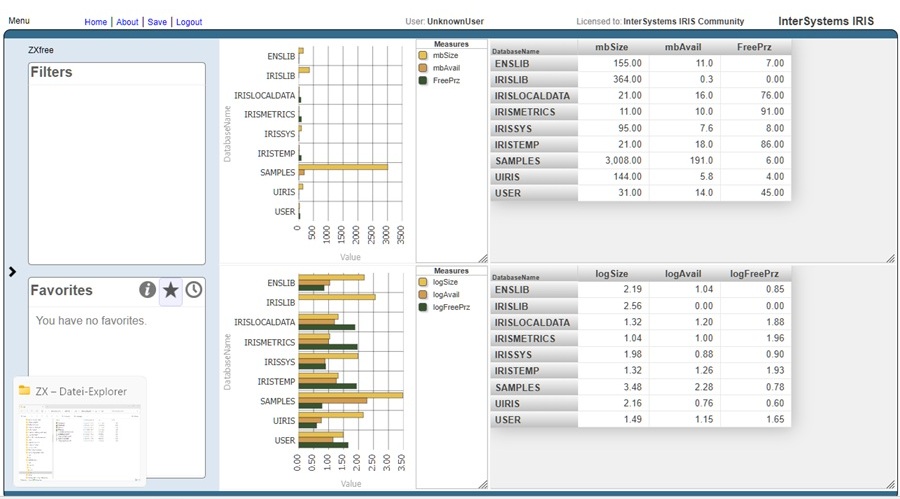 Menu Home | About | Save | Logout User: UnknownUser Licensed to: InterSystems IRIS Community InterSystems IRIS
ZXfree
Filters
DatabaseName
ENSLIB
IRISLIB
IRISLOCALDATA
IRISMETRICS
IRISSYS
IRISTEMP
SAMPLES
UIRIS
USER
0 500 1000 1500 2000 2500 3000 3500
Value
Measures
mbSize
mbAvail
FreePrz
DatabaseName mbSize mbAvail FreePrz
ENSLIB 155.00 11.0 7.00
IRISLIB 364.00 0.3 0.00
IRISLOCALDATA 21.00 16.0 76.00
IRISMETRICS 11.00 10.0 91.00
IRISSYS 95.00 7.6 8.00
IRISTEMP 21.00 18.0 86.00
SAMPLES 3,008.00 191.0 6.00
UIRIS 144.00 5.8 4.00
USER 31.00 14.0 45.00
Favorites
You have no favorites.
ZX – Datei-Explorer
DatabaseName
ENSLIB
IRISLIB
IRISLOCALDATA
IRISMETRICS
IRISSYS
IRISTEMP
SAMPLES
UIRIS
USER
0.00 0.50 1.00 1.50 2.00 2.50 3.00 3.50
Value
Measures
logSize
logAvail
logFreePrz
DatabaseName logSize logAvail logFreePrz
ENSLIB 2.19 1.04 0.85
IRISLIB 2.56 0.00 0.00
IRISLOCALDATA 1.32 1.20 1.88
IRISMETRICS 1.04 1.00 1.96
IRISSYS 1.98 0.88 0.90
IRISTEMP 1.32 1.26 1.93
SAMPLES 3.48 2.28 0.78
UIRIS 2.16 0.76 0.60
USER 1.49 1.15 1.65